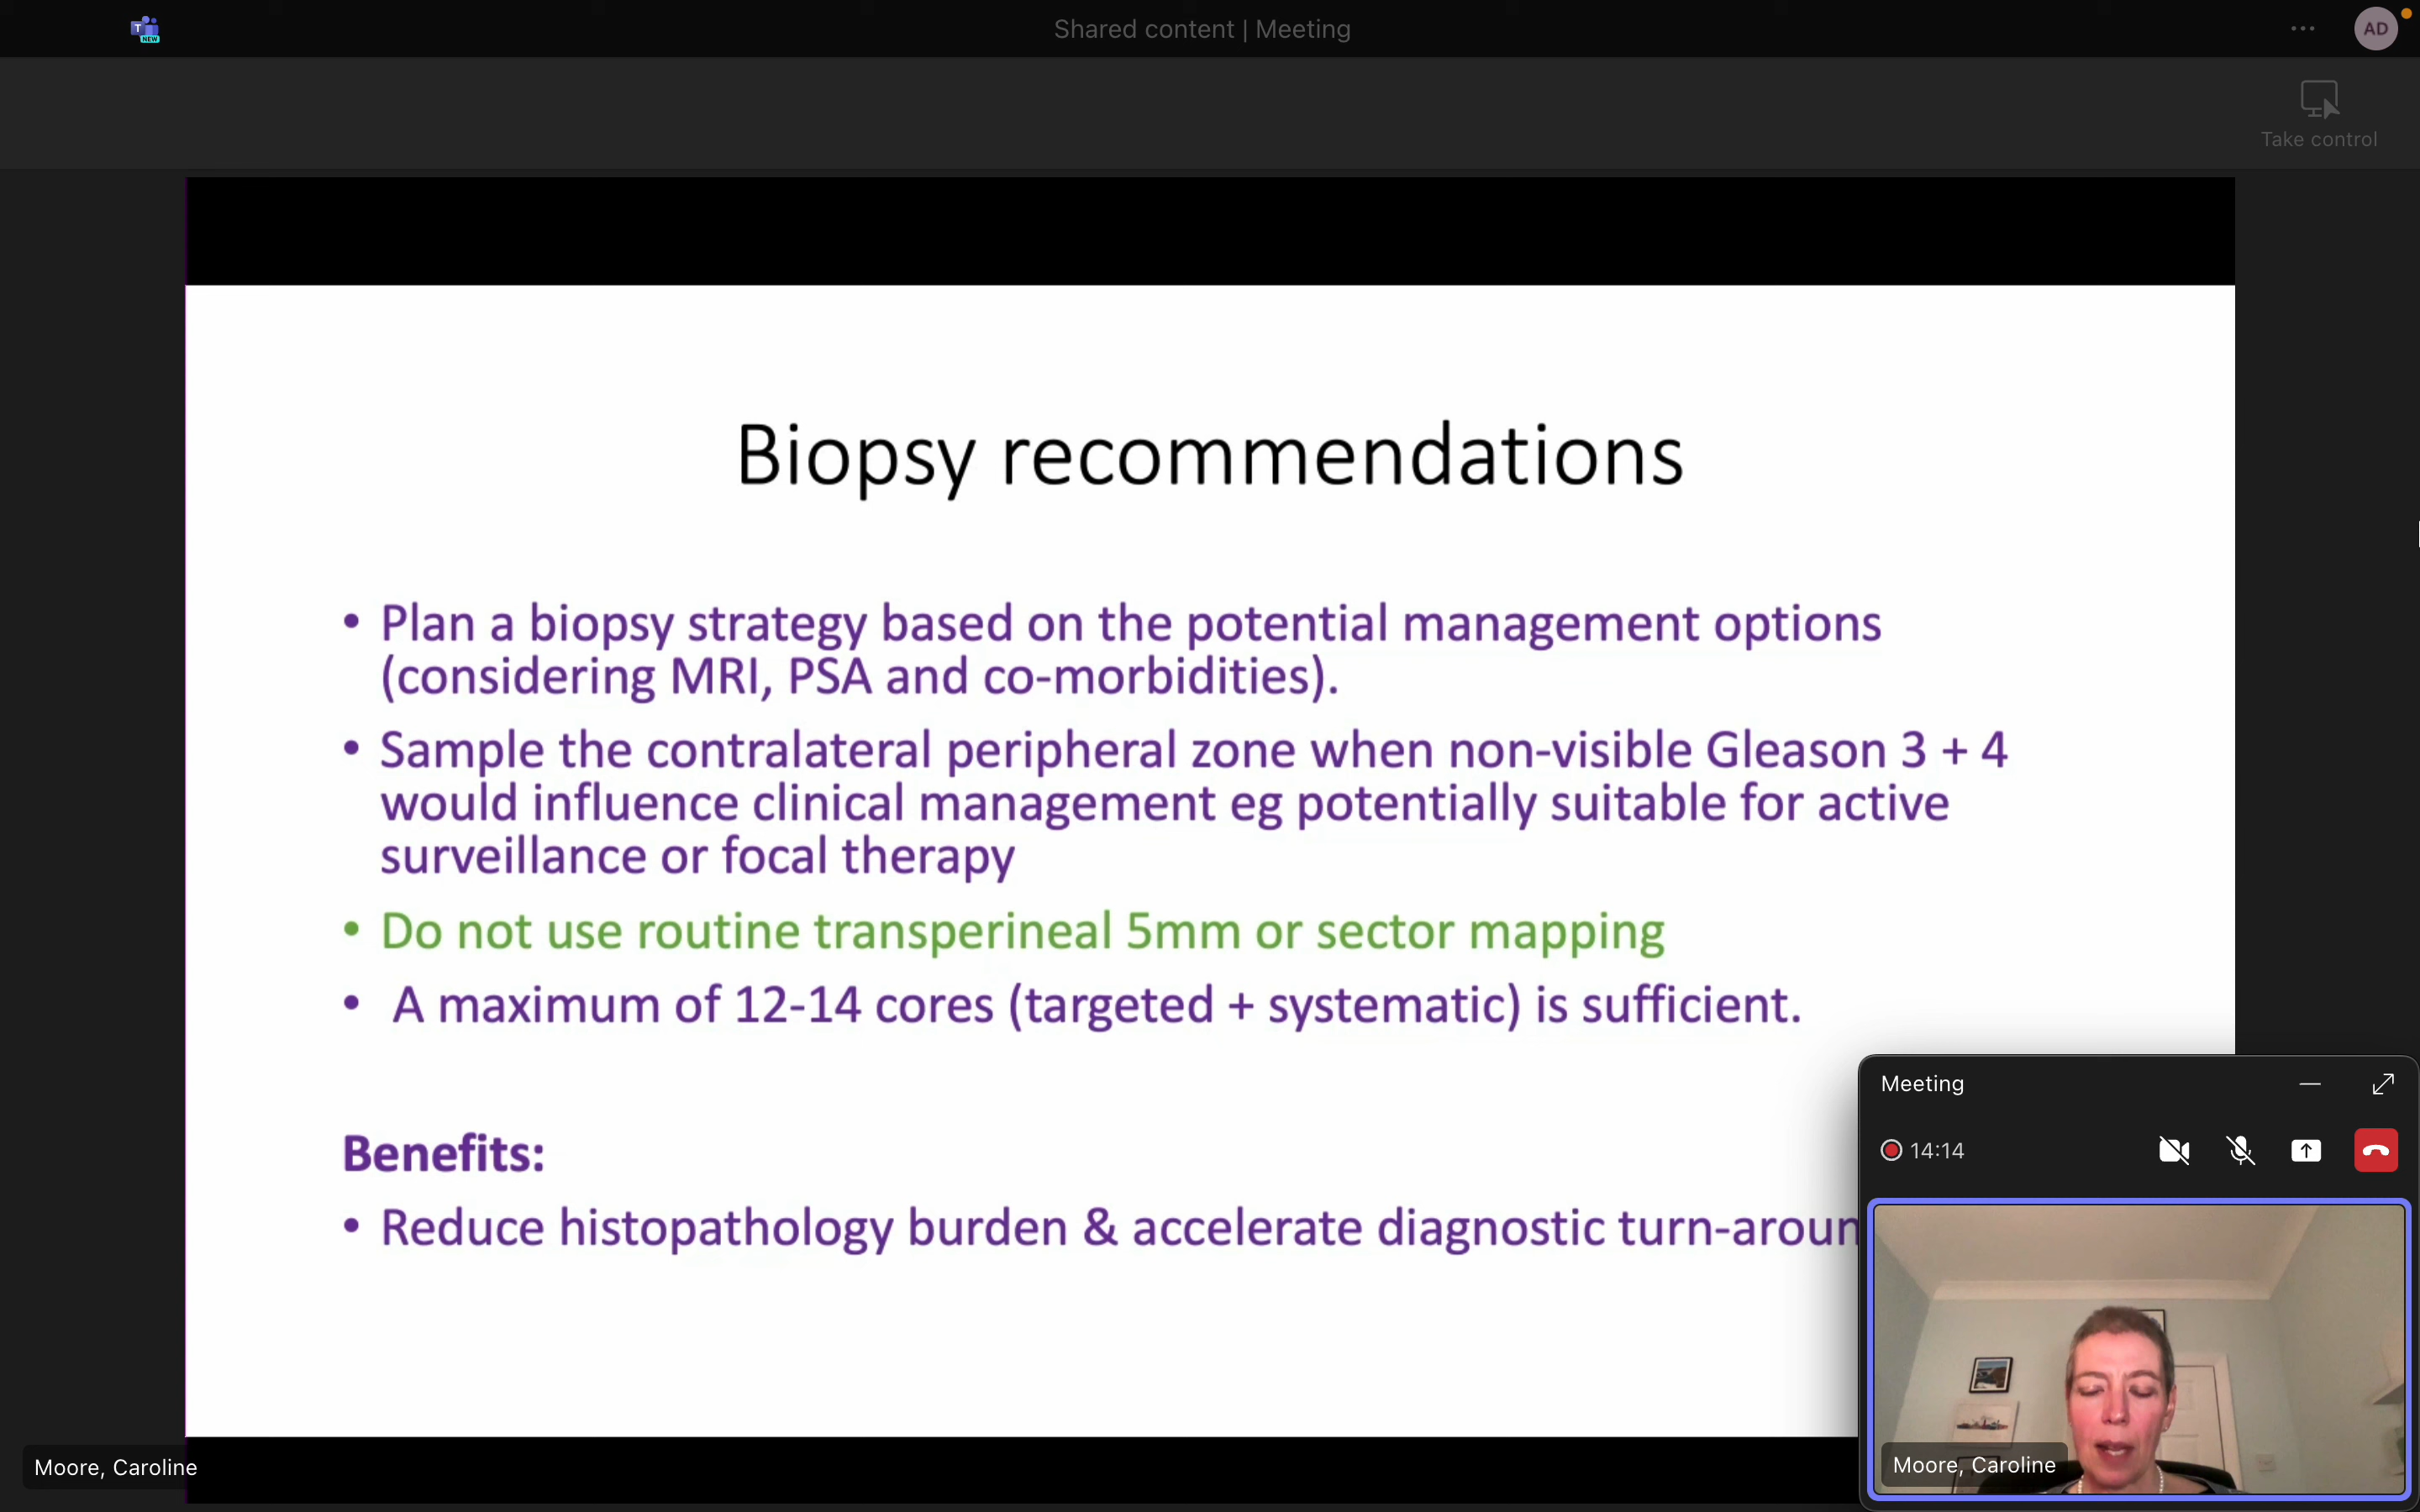 T
NEW
Shared content | Meeting
AD
Take control
Biopsy recommendations
• Plan a biopsy strategy based on the potential management options
(considering MRI, PSA and co-morbidities).
• Sample the contralateral peripheral zone when non-visible Gleason 3 + 4
would influence clinical management eg potentially suitable for active
surveillance or focal therapy
• Do not use routine transperineal 5mm or sector mapping
• A maximum of 12-14 cores (targeted + systematic) is sufficient.
Benefits:
• Reduce histopathology burden & accelerate diagnostic turn-aroun
Meeting
14:14
Moore, Caroline
Moore, Caroline